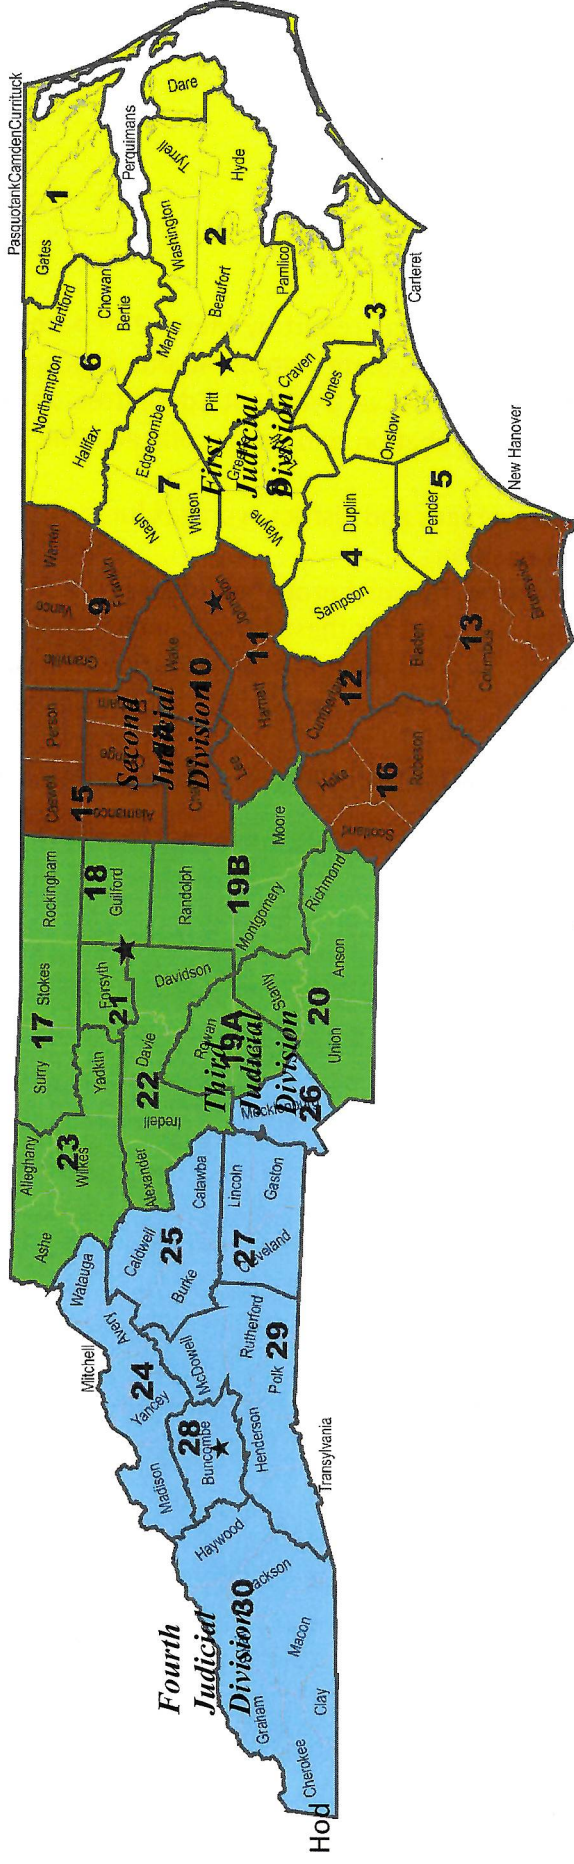 Fourth
Judicial
Division
30
Haywood
Jackson
Macon
Graham
Clay
Cherokee
Hod
Transylvania
Mitchell
Avery
Watauga
24
Yancey
Madison
28
Buncombe
McDowell
Henderson
Polk
29
Rutherford
Caldwell
25
Burke
Catawba
Lincoln
27
Cleveland
Gaston
26
Ashe
Alleghany
23
Wilkes
Surry
17
Stokes
Rockingham
Yadkin
Forsyth
21
18
Guilford
Alexander
Iredell
22
Davie
Davidson
Randolph
Third
Judicial
Division
Rowan
19A
Stanly
19B
Montgomery
Moore
Union
20
Anson
Richmond
Caswell
Person
15
Alamance
Granville
Vance
Warren
9
Franklin
Second
Judicial
Division
10
Wake
Lee
Harnett
11
Johnston
Cumberland
12
Hoke
Scotland
16
Robeson
Bladen
13
Columbus
Brunswick
New Hanover
First
Judicial
Division
Northampton
Halifax
6
Hertford
Chowan
Bertie
Gates
1
PasquotankCamdenCurrituck
Perquimans
Nash
7
Edgecombe
Wilson
Martin
Washington
Tyrrell
Dare
2
Beaufort
Hyde
Pitt
Wayne
8
Pamlico
Craven
3
Jones
Carteret
Onslow
Sampson
4
Duplin
Pender
5